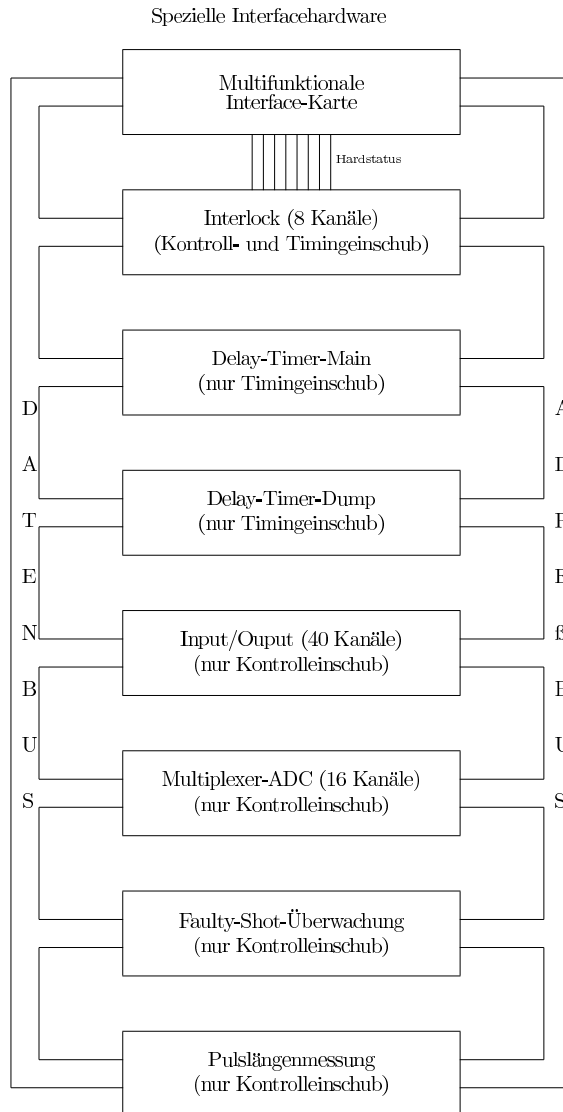 Spezielle Interfacehardware
Multifunktionale
Interface-Karte
Hardstatus
Interlock (8 Kanäle)
(Kontroll- und Timingeinschub)
Delay-Timer-Main
(nur Timingeinschub)
Delay-Timer-Dump
(nur Timingeinschub)
Input/Ouput (40 Kanäle)
(nur Kontrolleinschub)
Multiplexer-ADC (16 Kanäle)
(nur Kontrolleinschub)
Faulty-Shot-Überwachung
(nur Kontrolleinschub)
Pulslängenmessung
(nur Kontrolleinschub)
DATENBUS
ADREßBUS